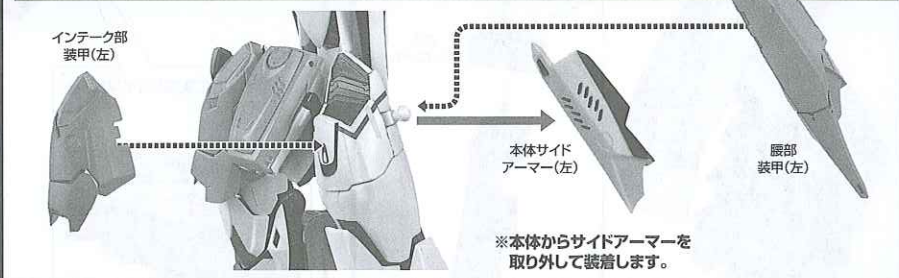 インテーク部
装甲(左)
本体サイド
アーマー(左)
腰部
装甲(左)
※本体からサイドアーマーを
取り外して装着します。